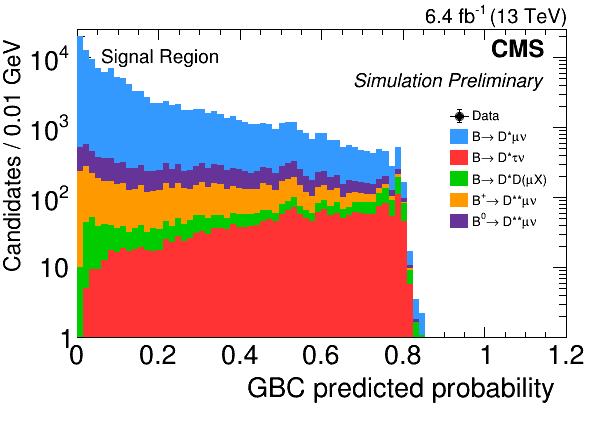 6.4 fb⁻¹ (13 TeV)
Candidates / 0.01 GeV
10⁴
10³
10²
10
1
Signal Region
CMS
Simulation Preliminary
Data
B→ D*μν
B→ D*τν
B→ D*D(μX)
B⁺→ D**μν
B⁰→ D**μν
0 0.2 0.4 0.6 0.8 1 1.2
GBC predicted probability